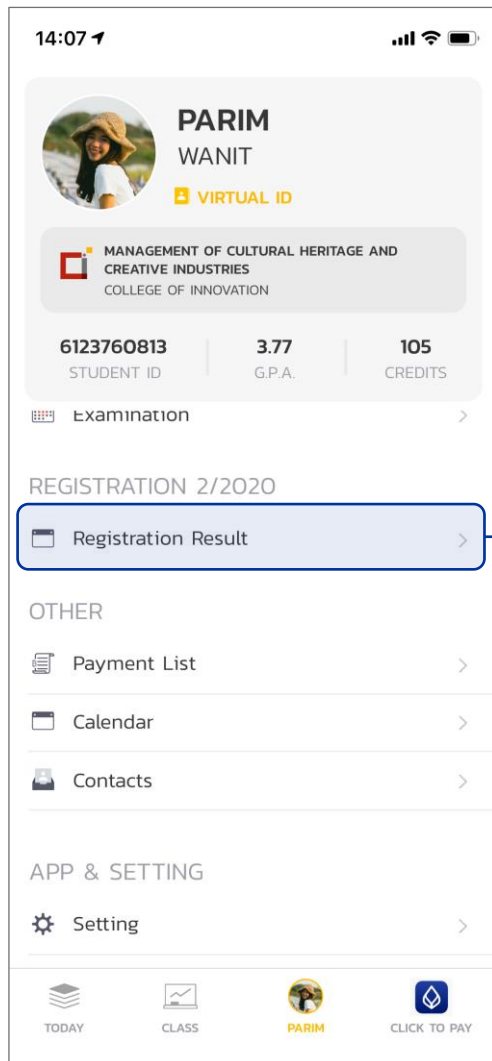 14:07
PARIM
WANIT
VIRTUAL ID
MANAGEMENT OF CULTURAL HERITAGE AND
CREATIVE INDUSTRIES
COLLEGE OF INNOVATION
6123760813 3.77 105
STUDENT ID G.P.A. CREDITS
Examination
REGISTRATION 2/2020
Registration Result
OTHER
Payment List
Calendar
Contacts
APP & SETTING
Setting
TODAY CLASS PARIM CLICK TO PAY